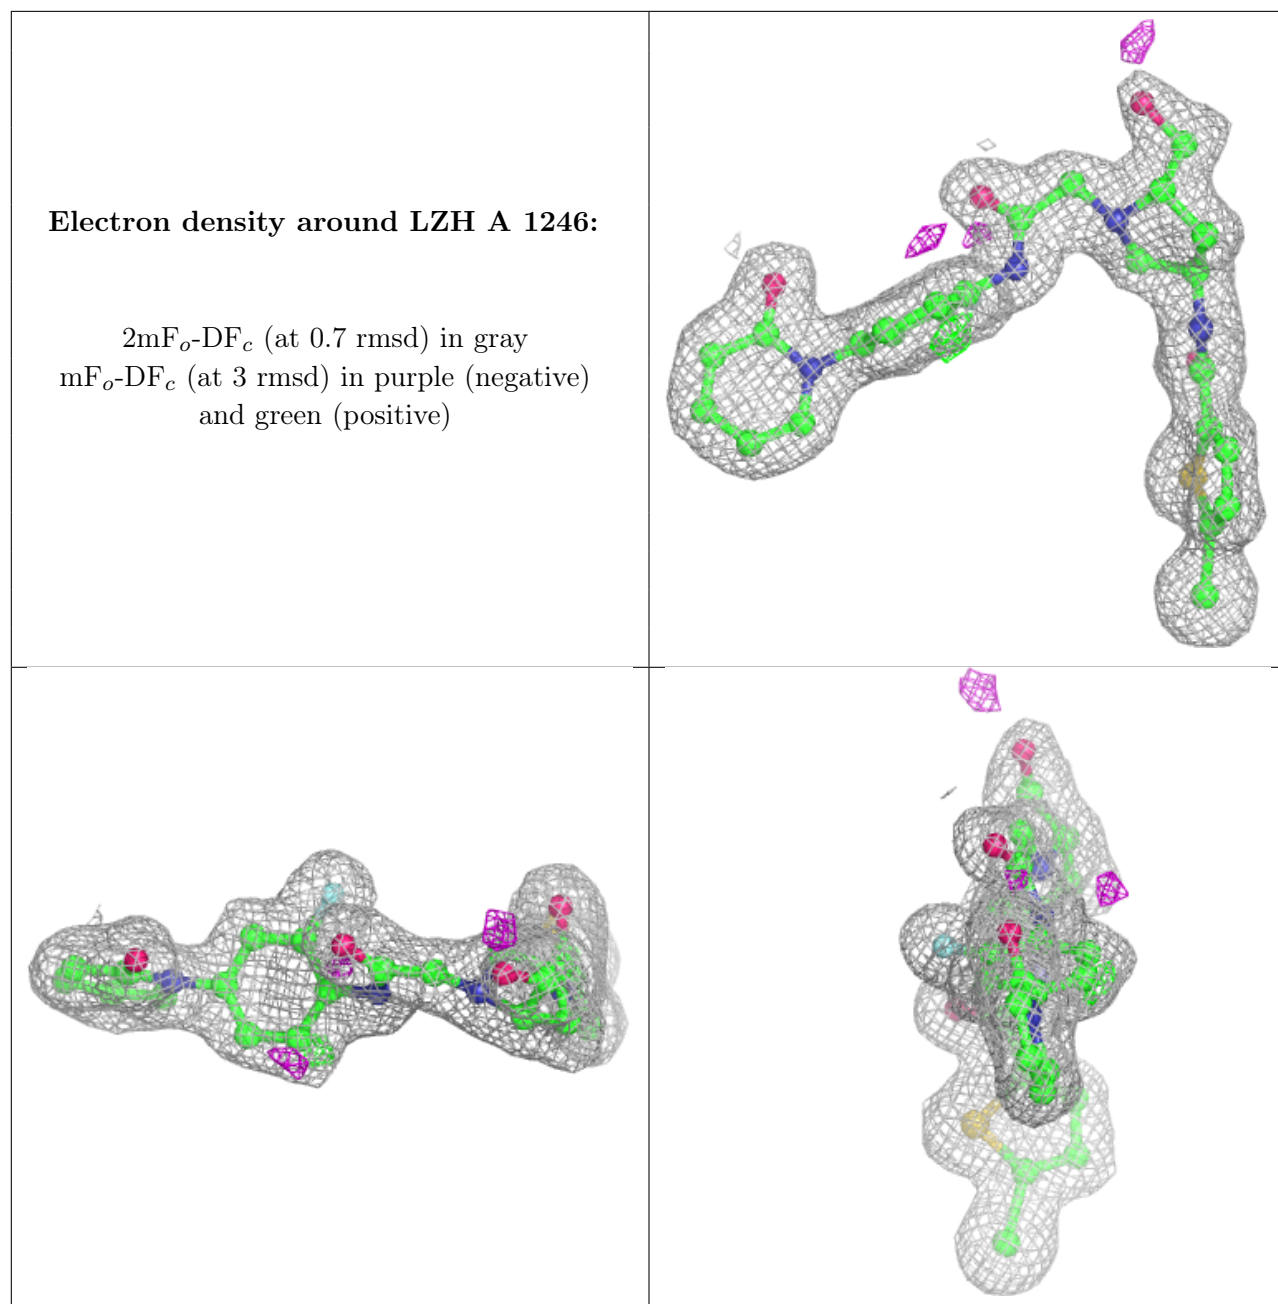 Electron density around LZH A 1246:
2mFo-DFc (at 0.7 rmsd) in gray
mFo-DFc (at 3 rmsd) in purple (negative)
and green (positive)